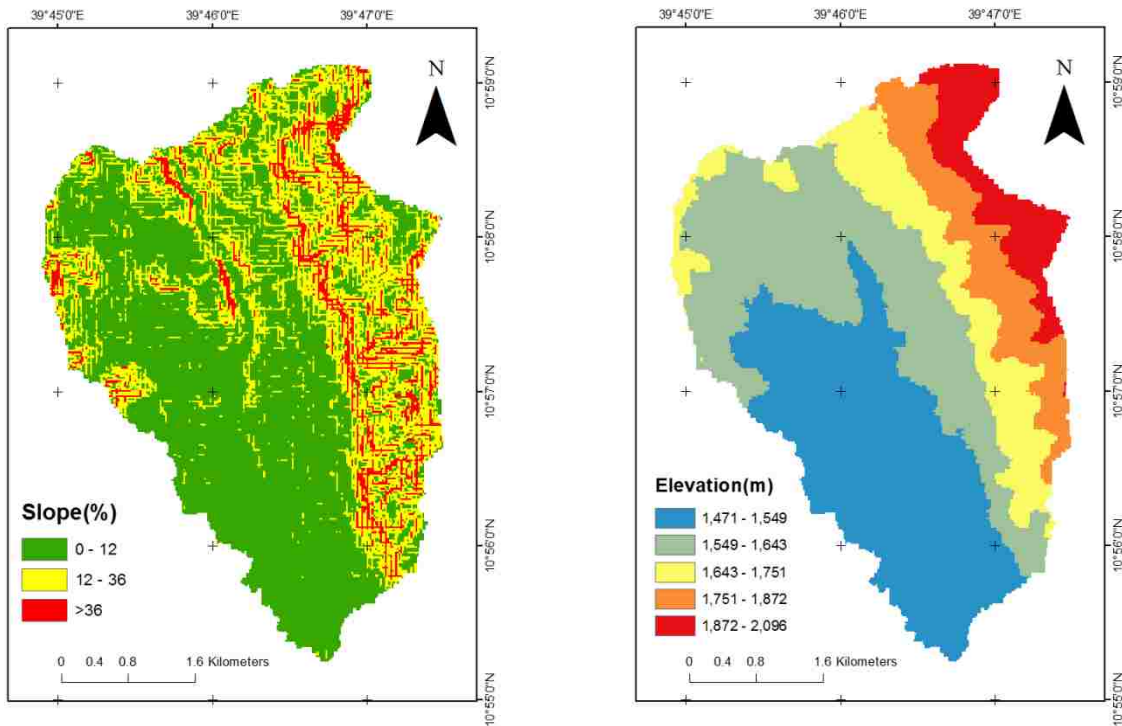 39°45'0"E 39°46'0"E 39°47'0"E
N
10°59'0"N
10°58'0"N
10°57'0"N
10°56'0"N
10°55'0"N
Slope(%)
0 - 12
12 - 36
>36
0 0.4 0.8 1.6 Kilometers
39°45'0"E 39°46'0"E 39°47'0"E
N
10°59'0"N
10°58'0"N
10°57'0"N
10°56'0"N
10°55'0"N
Elevation(m)
1,471 - 1,549
1,549 - 1,643
1,643 - 1,751
1,751 - 1,872
1,872 - 2,096
0 0.4 0.8 1.6 Kilometers